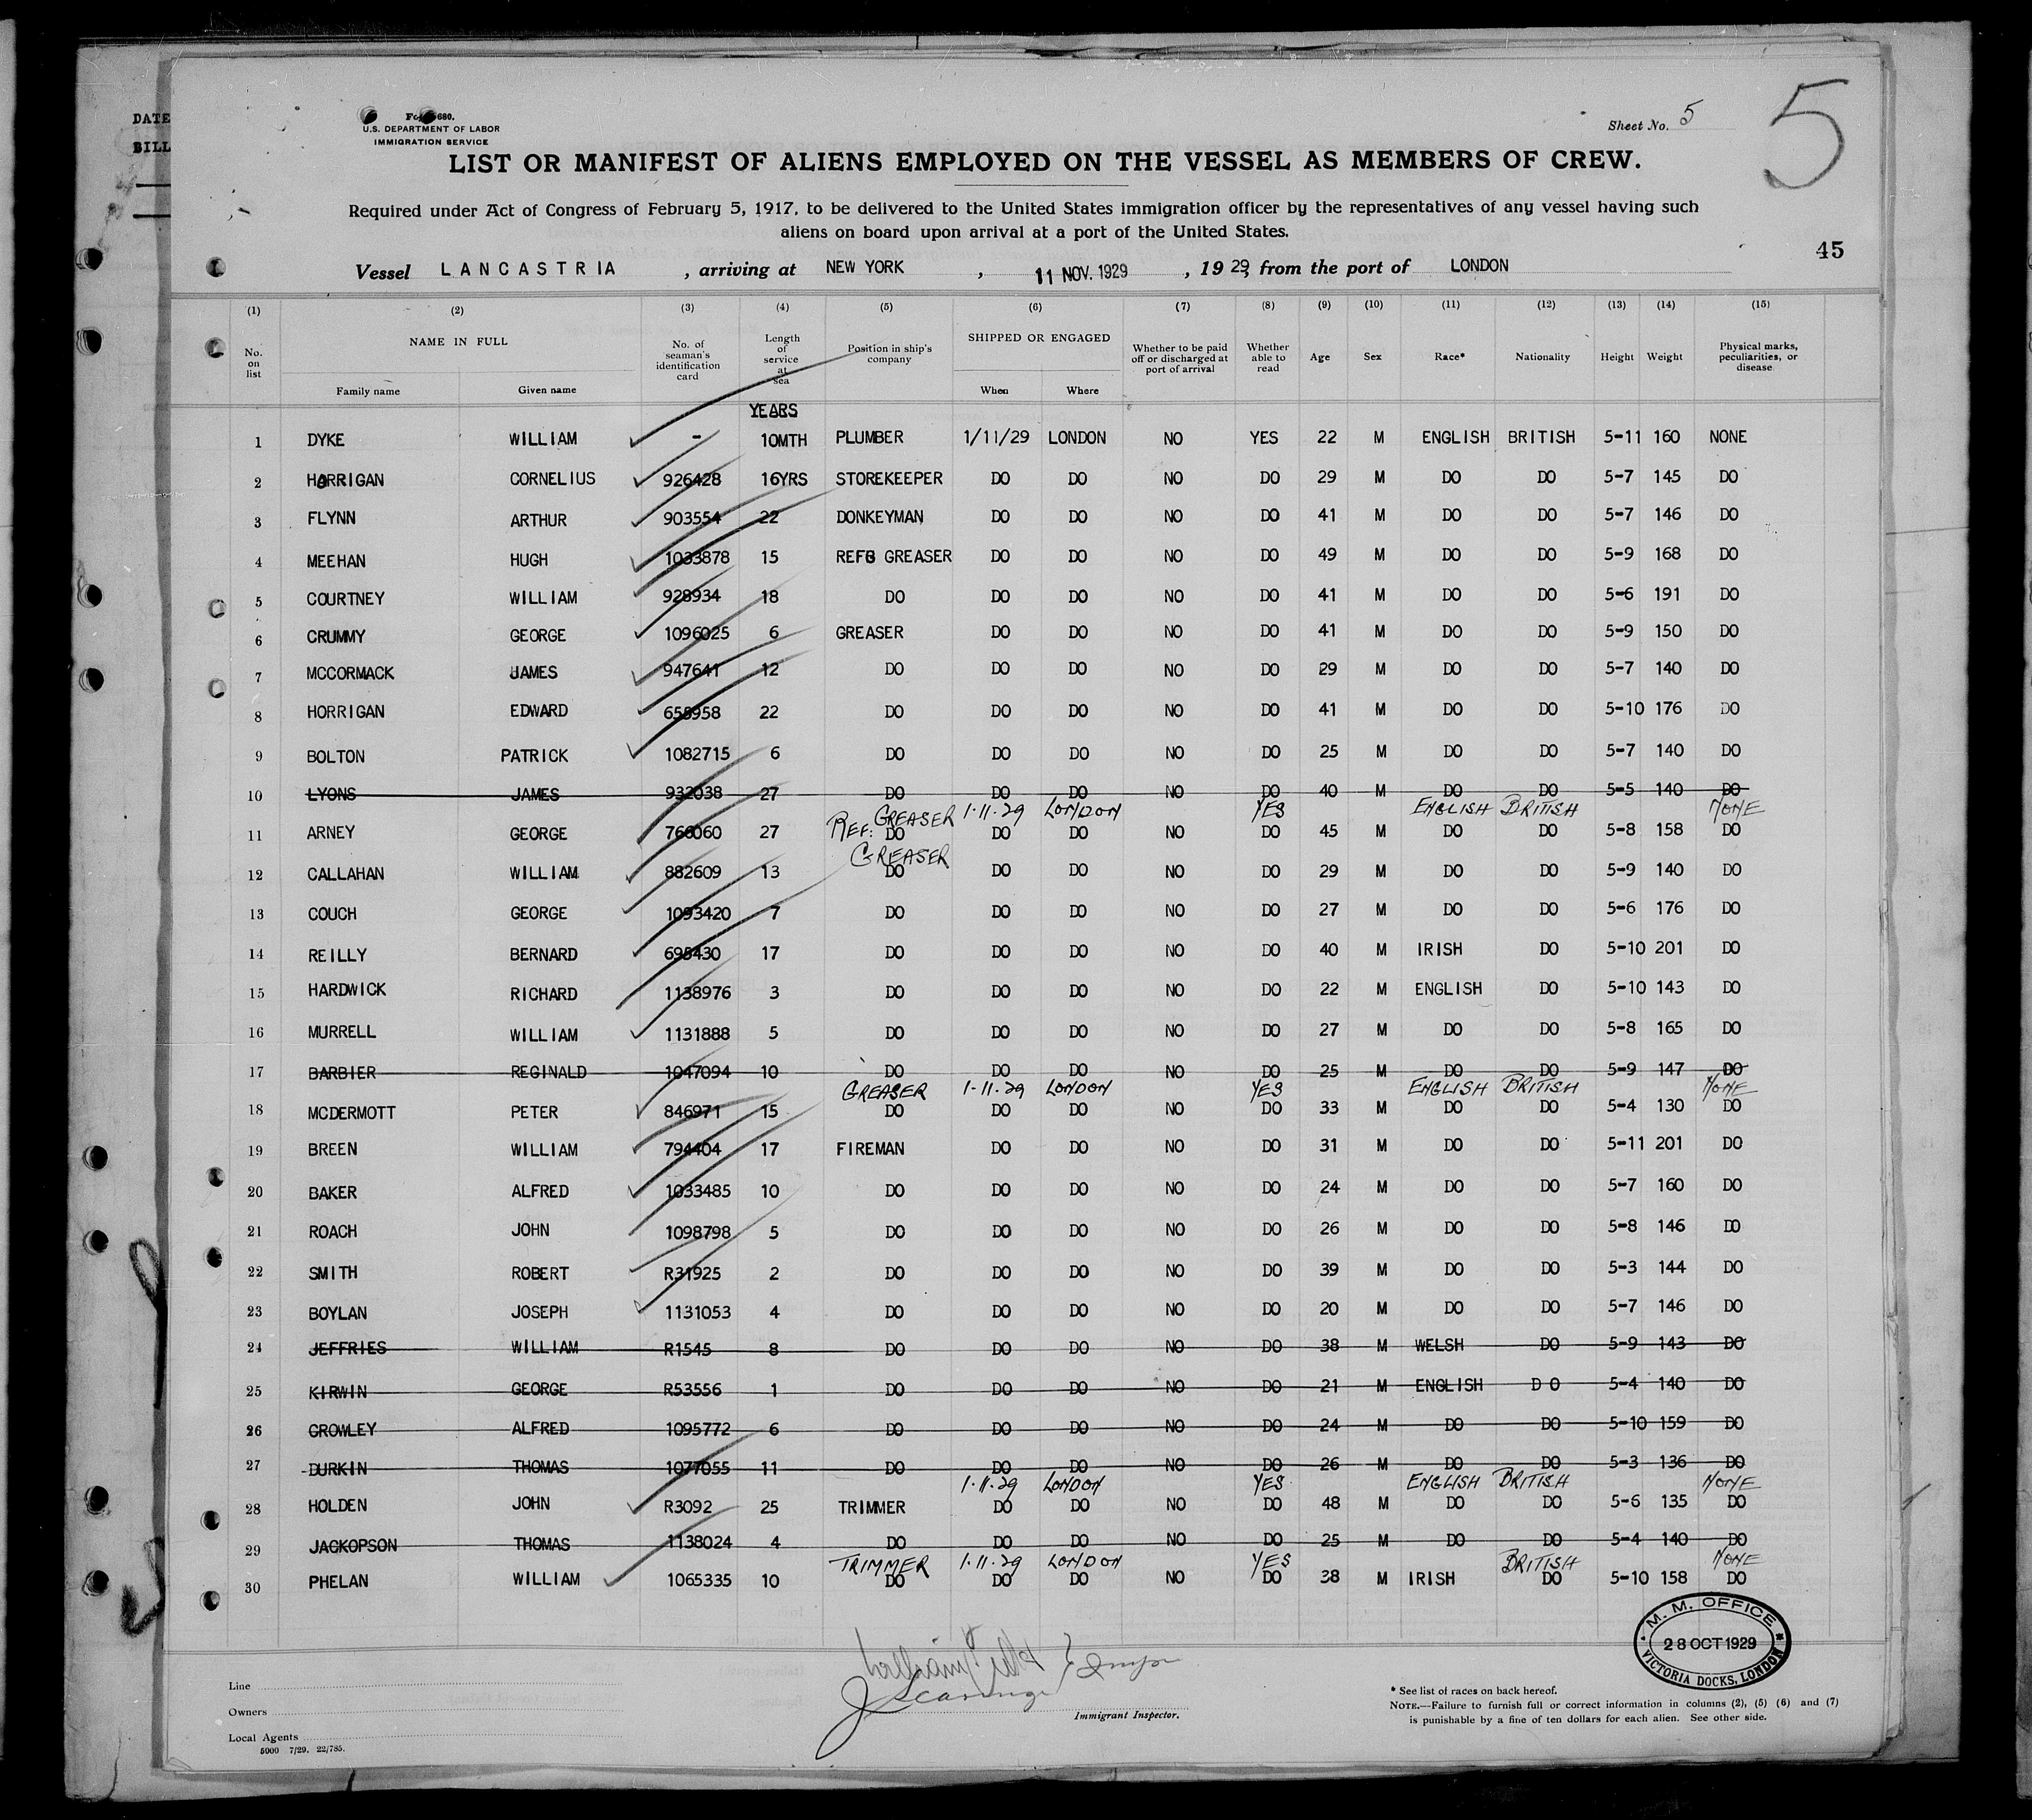 DATE
BILL
Fo 680.
U.S. DEPARTMENT OF LABOR
IMMIGRATION SERVICE
Sheet No. 5
5
LIST OR MANIFEST OF ALIENS EMPLOYED ON THE VESSEL AS MEMBERS OF CREW.
Required under Act of Congress of February 5, 1917, to be delivered to the United States immigration officer by the representatives of any vessel having such
aliens on board upon arrival at a port of the United States.
45
Vessel LANCASTRIA , arriving at NEW YORK , 11 NOV. 1929 , 19 29, from the port of LONDON
(1) (2) (3) (4) (5) (6) (7) (8) (9) (10) (11) (12) (13) (14) (15)
No. on list NAME IN FULL Family name Given name No. of seaman's identification card Length of service at sea Position in ship's company SHIPPED OR ENGAGED When Where Whether to be paid off or discharged at port of arrival Whether able to read Age Sex Race* Nationality Height Weight Physical marks, peculiarities, or disease
YEARS
1 DYKE WILLIAM - 10MTH PLUMBER 1/11/29 LONDON NO YES 22 M ENGLISH BRITISH 5-11 160 NONE
2 HORRIGAN CORNELIUS 926428 16YRS STOREKEEPER DO DO NO DO 29 M DO DO 5-7 145 DO
3 FLYNN ARTHUR 903554 22 DONKEYMAN DO DO NO DO 41 M DO DO 5-7 146 DO
4 MEEHAN HUGH 1033878 15 REFG GREASER DO DO NO DO 49 M DO DO 5-9 168 DO
5 COURTNEY WILLIAM 928934 18 DO DO DO NO DO 41 M DO DO 5-6 191 DO
6 CRUMMY GEORGE 1096025 6 GREASER DO DO NO DO 41 M DO DO 5-9 150 DO
7 MCCORMACK JAMES 947641 12 DO DO DO NO DO 29 M DO DO 5-7 140 DO
8 HORRIGAN EDWARD 655958 22 DO DO DO NO DO 41 M DO DO 5-10 176 DO
9 BOLTON PATRICK 1082715 6 DO DO DO NO DO 25 M DO DO 5-7 140 DO
10 LYONS JAMES 932038 27 DO DO DO NO DO 40 M DO DO 5-5 140 DO
REF: GREASER 1·11·29 LONDON YES ENGLISH BRITISH NONE
11 ARNEY GEORGE 766060 27 DO DO DO NO DO 45 M DO DO 5-8 158 DO
GREASER
12 CALLAHAN WILLIAM 882609 13 DO DO DO NO DO 29 M DO DO 5-9 140 DO
13 COUCH GEORGE 1093420 7 DO DO DO NO DO 27 M DO DO 5-6 176 DO
14 REILLY BERNARD 695430 17 DO DO DO NO DO 40 M IRISH DO 5-10 201 DO
15 HARDWICK RICHARD 1138976 3 DO DO DO NO DO 22 M ENGLISH DO 5-10 143 DO
16 MURRELL WILLIAM 1131888 5 DO DO DO NO DO 27 M DO DO 5-8 165 DO
17 BARBIER REGINALD 1047094 10 DO DO DO NO DO 25 M DO DO 5-9 147 DO
GREASER 1·11·29 LONDON YES ENGLISH BRITISH NONE
18 MCDERMOTT PETER 846971 15 DO DO DO NO DO 33 M DO DO 5-4 130 DO
19 BREEN WILLIAM 794404 17 FIREMAN DO DO NO DO 31 M DO DO 5-11 201 DO
20 BAKER ALFRED 1033485 10 DO DO DO NO DO 24 M DO DO 5-7 160 DO
21 ROACH JOHN 1098798 5 DO DO DO NO DO 26 M DO DO 5-8 146 DO
22 SMITH ROBERT R31925 2 DO DO DO NO DO 39 M DO DO 5-3 144 DO
23 BOYLAN JOSEPH 1131053 4 DO DO DO NO DO 20 M DO DO 5-7 146 DO
24 JEFFRIES WILLIAM R1545 8 DO DO DO NO DO 38 M WELSH DO 5-9 143 DO
25 KIRWIN GEORGE R53556 1 DO DO DO NO DO 21 M ENGLISH DO 5-4 140 DO
26 CROWLEY ALFRED 1095772 6 DO DO DO NO DO 24 M DO DO 5-10 159 DO
27 DURKIN THOMAS 1077055 11 DO DO DO NO DO 26 M DO DO 5-3 136 DO
1·11·29 LONDON YES ENGLISH BRITISH NONE
28 HOLDEN JOHN R3092 25 TRIMMER DO DO NO DO 48 M DO DO 5-6 135 DO
29 JACKOPSON THOMAS 1138024 4 DO DO DO NO DO 25 M DO DO 5-4 140 DO
TRIMMER 1·11·29 LONDON YES BRITISH NONE
30 PHELAN WILLIAM 1065335 10 DO DO DO NO DO 38 M IRISH DO 5-10 158 DO
M. M. OFFICE
28 OCT 1929
VICTORIA DOCKS, LONDON
Line
Owners
Local Agents
5000 7/29. 22/785.
Immigrant Inspector.
* See list of races on back hereof.
NOTE.—Failure to furnish full or correct information in columns (2), (5) (6) and (7)
is punishable by a fine of ten dollars for each alien. See other side.